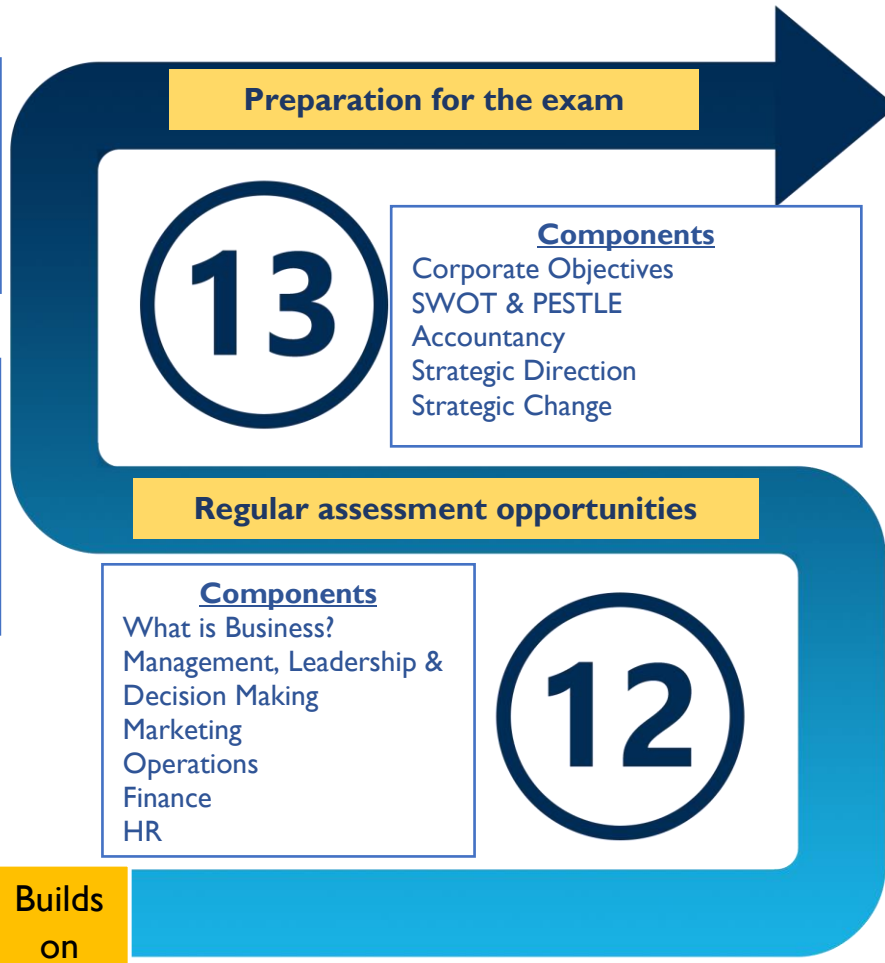 Preparation for the exam
13
Components
Corporate Objectives
SWOT & PESTLE
Accountancy
Strategic Direction
Strategic Change
Regular assessment opportunities
Components
What is Business?
Management, Leadership &
Decision Making
Marketing
Operations
Finance
HR
12
Builds
on